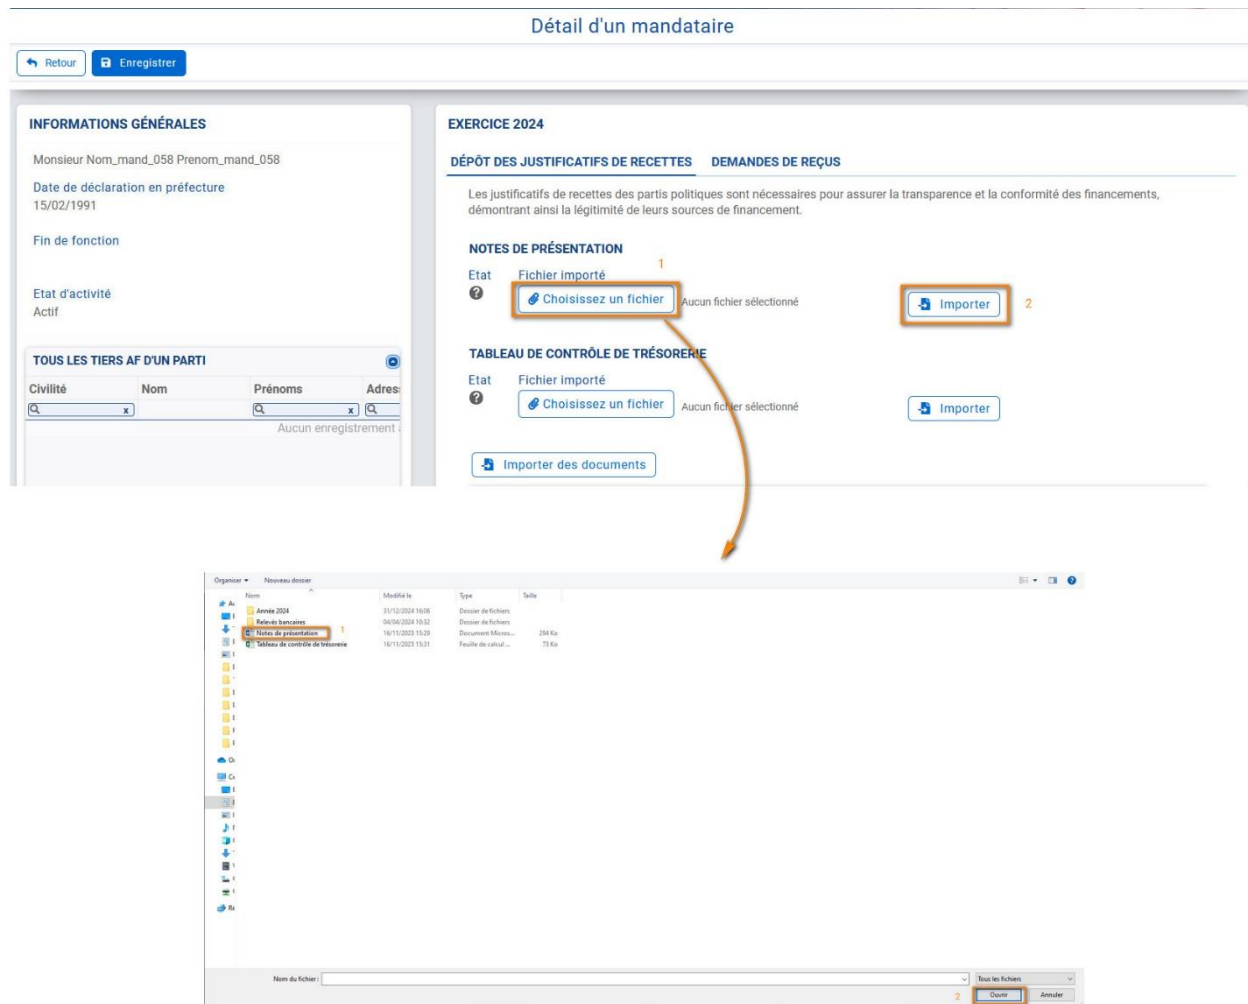 Détail d'un mandataire
Retour Enregistrer
INFORMATIONS GÉNÉRALES
Monsieur Nom_mand_058 Prenom_mand_058
Date de déclaration en préfecture
15/02/1991
Fin de fonction
Etat d'activité
Actif
TOUS LES TIERS AF D'UN PARTI
Civilité Nom Prénoms Adres
x x
Aucun enregistrement
EXERCICE 2024
DÉPÔT DES JUSTIFICATIFS DE RECETTES DEMANDES DE REÇUS
Les justificatifs de recettes des partis politiques sont nécessaires pour assurer la transparence et la conformité des financements,
démontrant ainsi la légitimité de leurs sources de financement.
NOTES DE PRÉSENTATION
1
Etat Fichier importé
? Choisissez un fichier Aucun fichier sélectionné Importer 2
TABLEAU DE CONTRÔLE DE TRÉSORERIE
Etat Fichier importé
? Choisissez un fichier Aucun fichier sélectionné Importer
Importer des documents
Organiser Nouveau dossier
Nom Modifié le Type Taille
Année 2024 31/12/2024 16:06 Dossier de fichiers
Relevés bancaires 04/04/2024 10:32 Dossier de fichiers
Notes de présentation 1 16/11/2023 15:20 Document Micros... 294 Ko
Tableau de contrôle de trésorerie 16/11/2023 15:21 Feuille de calcul ... 73 Ko
Nom du fichier : Tous les fichiers
2 Ouvrir Annuler